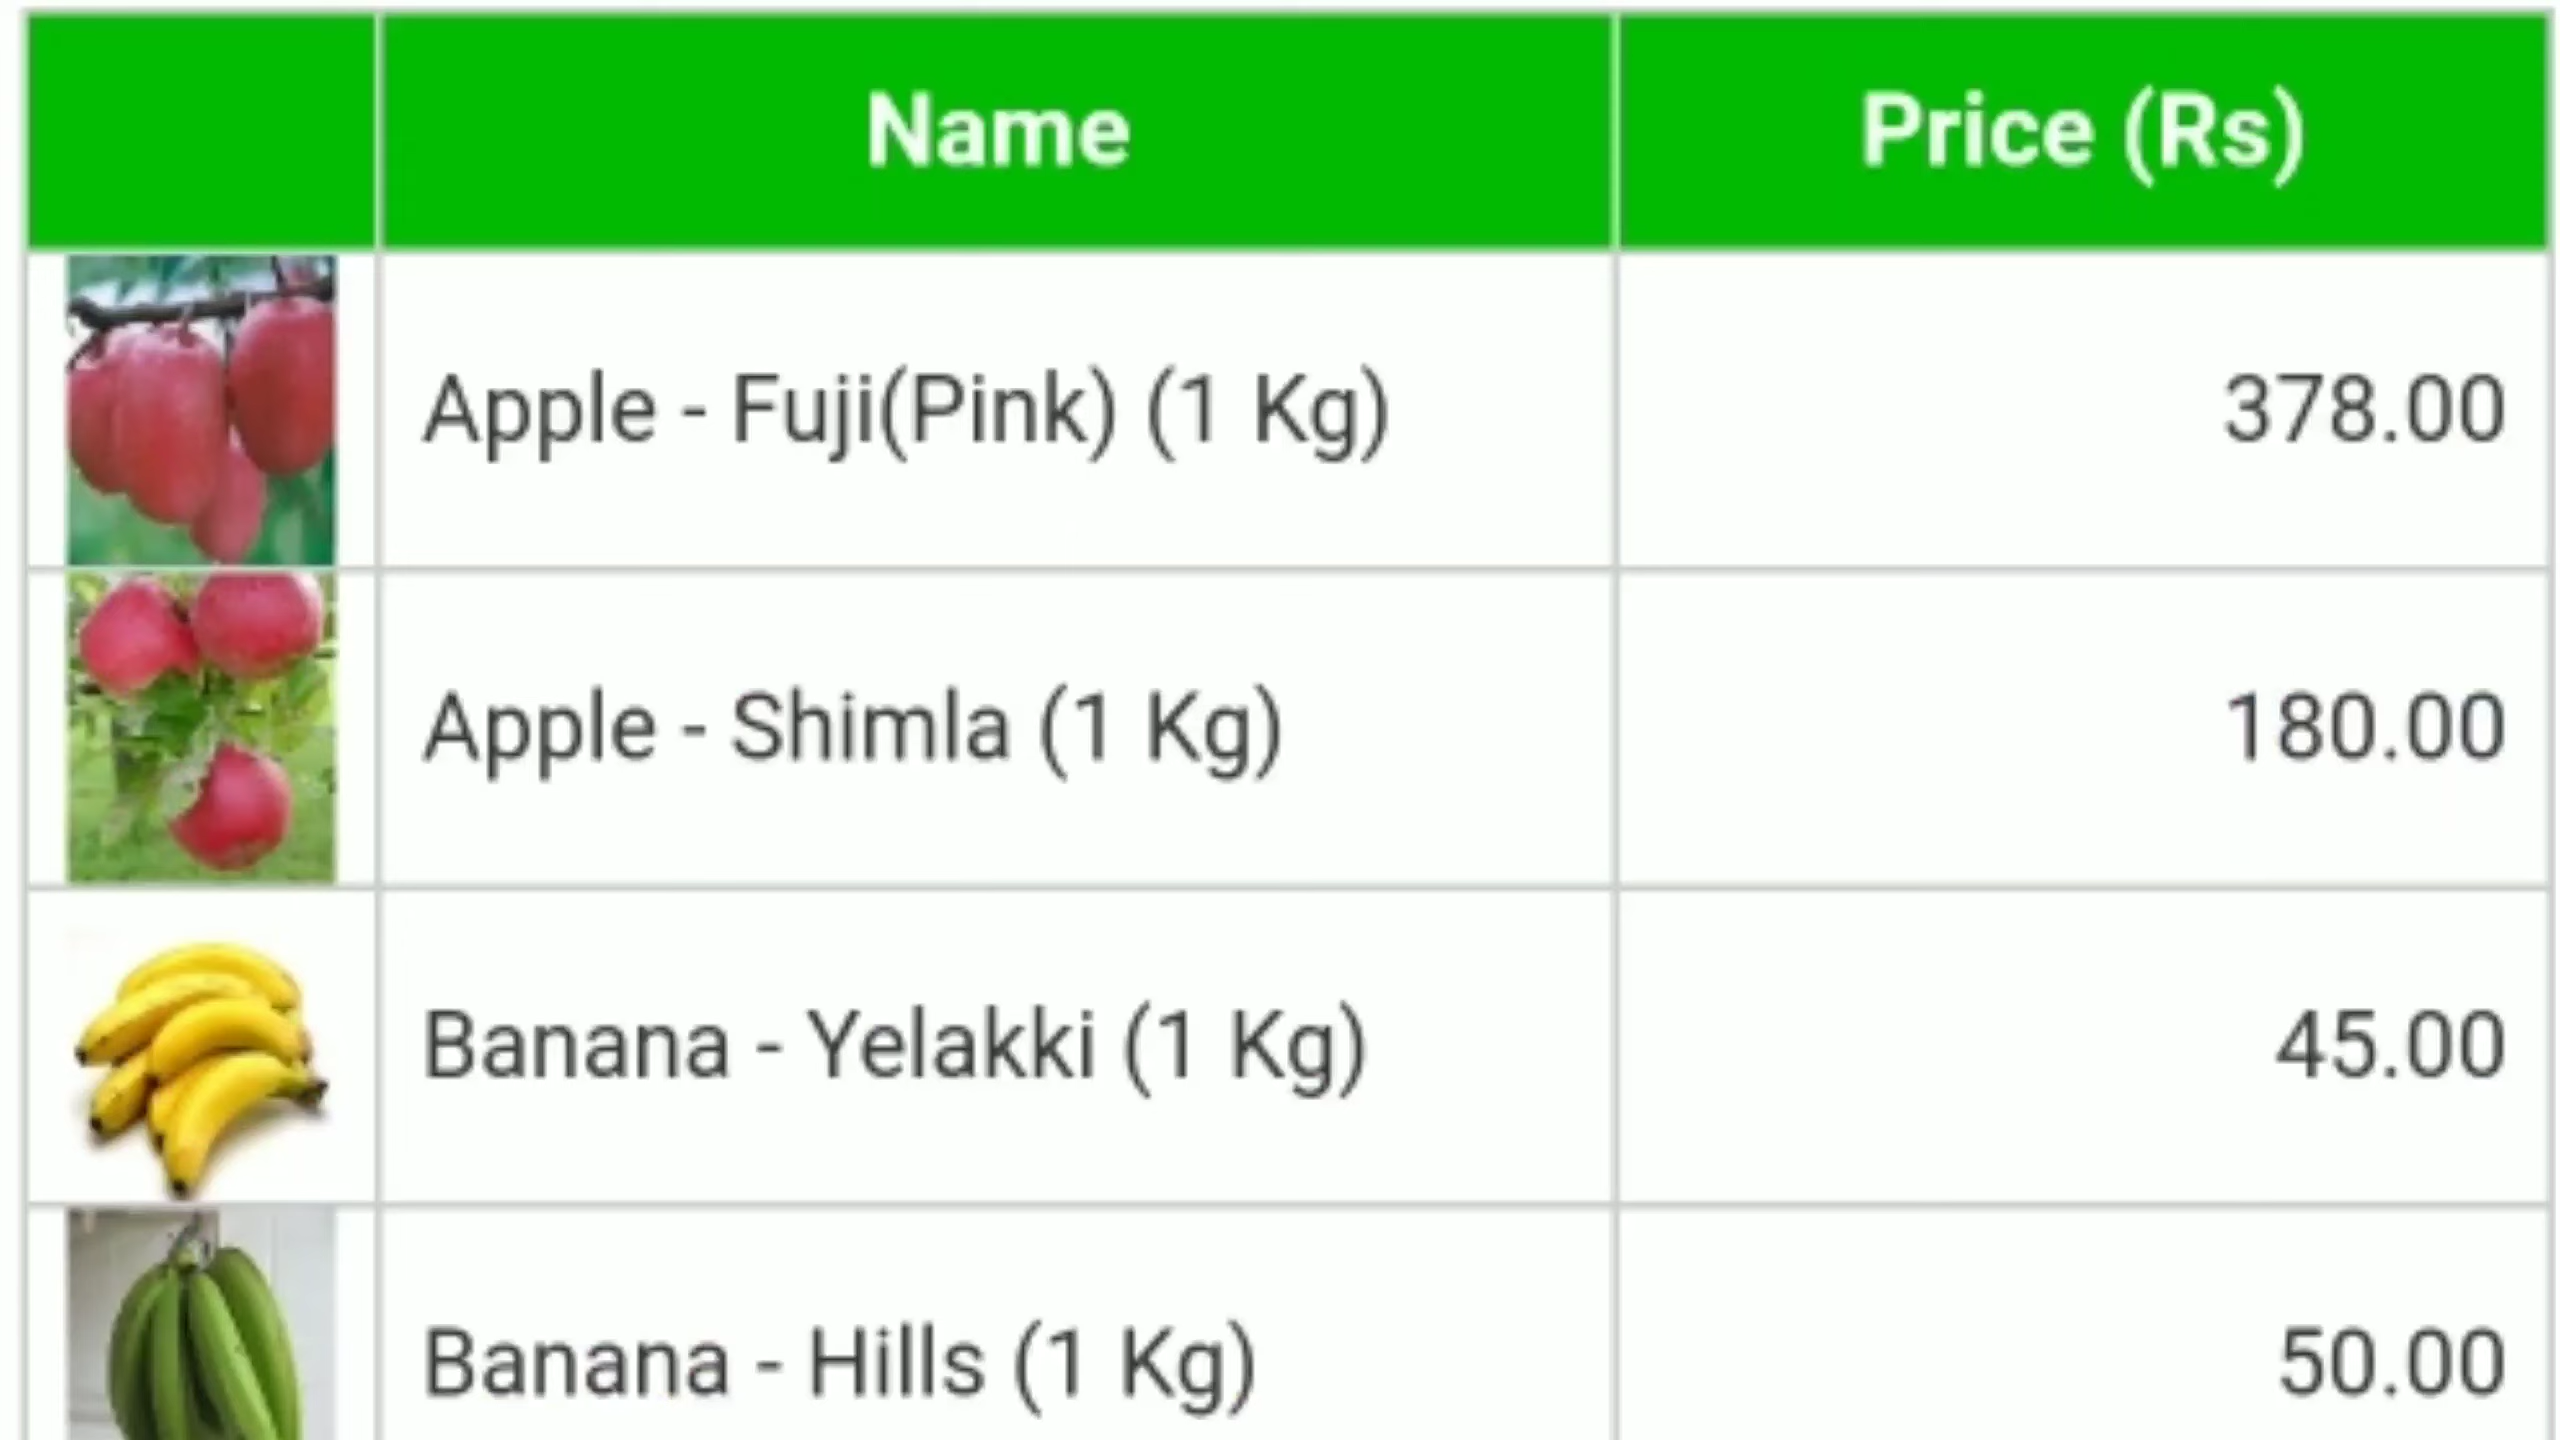 Name Price (Rs)
Apple - Fuji(Pink) (1 Kg) 378.00
Apple - Shimla (1 Kg) 180.00
Banana - Yelakki (1 Kg) 45.00
Banana - Hills (1 Kg) 50.00